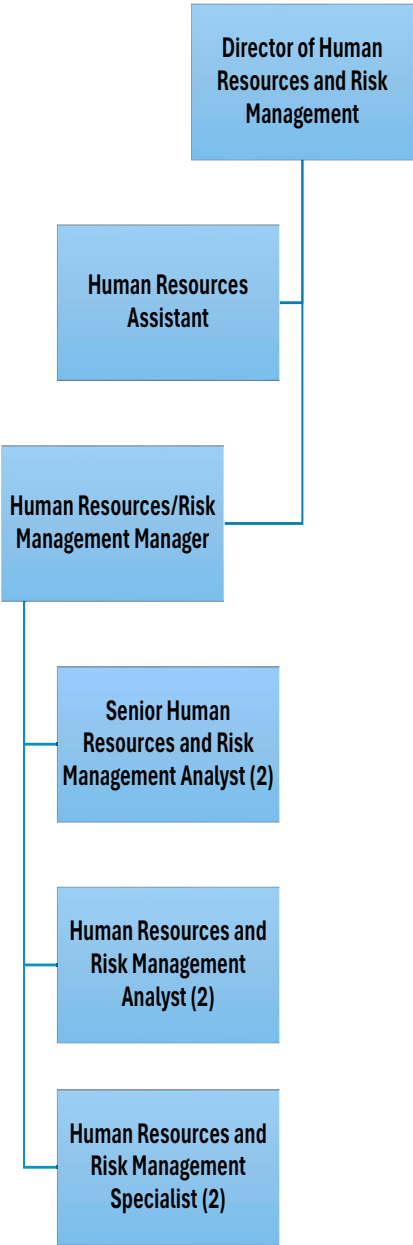 Director of Human
Resources and Risk
Management
Human Resources
Assistant
Human Resources/Risk
Management Manager
Senior Human
Resources and Risk
Management Analyst (2)
Human Resources and
Risk Management
Analyst (2)
Human Resources and
Risk Management
Specialist (2)